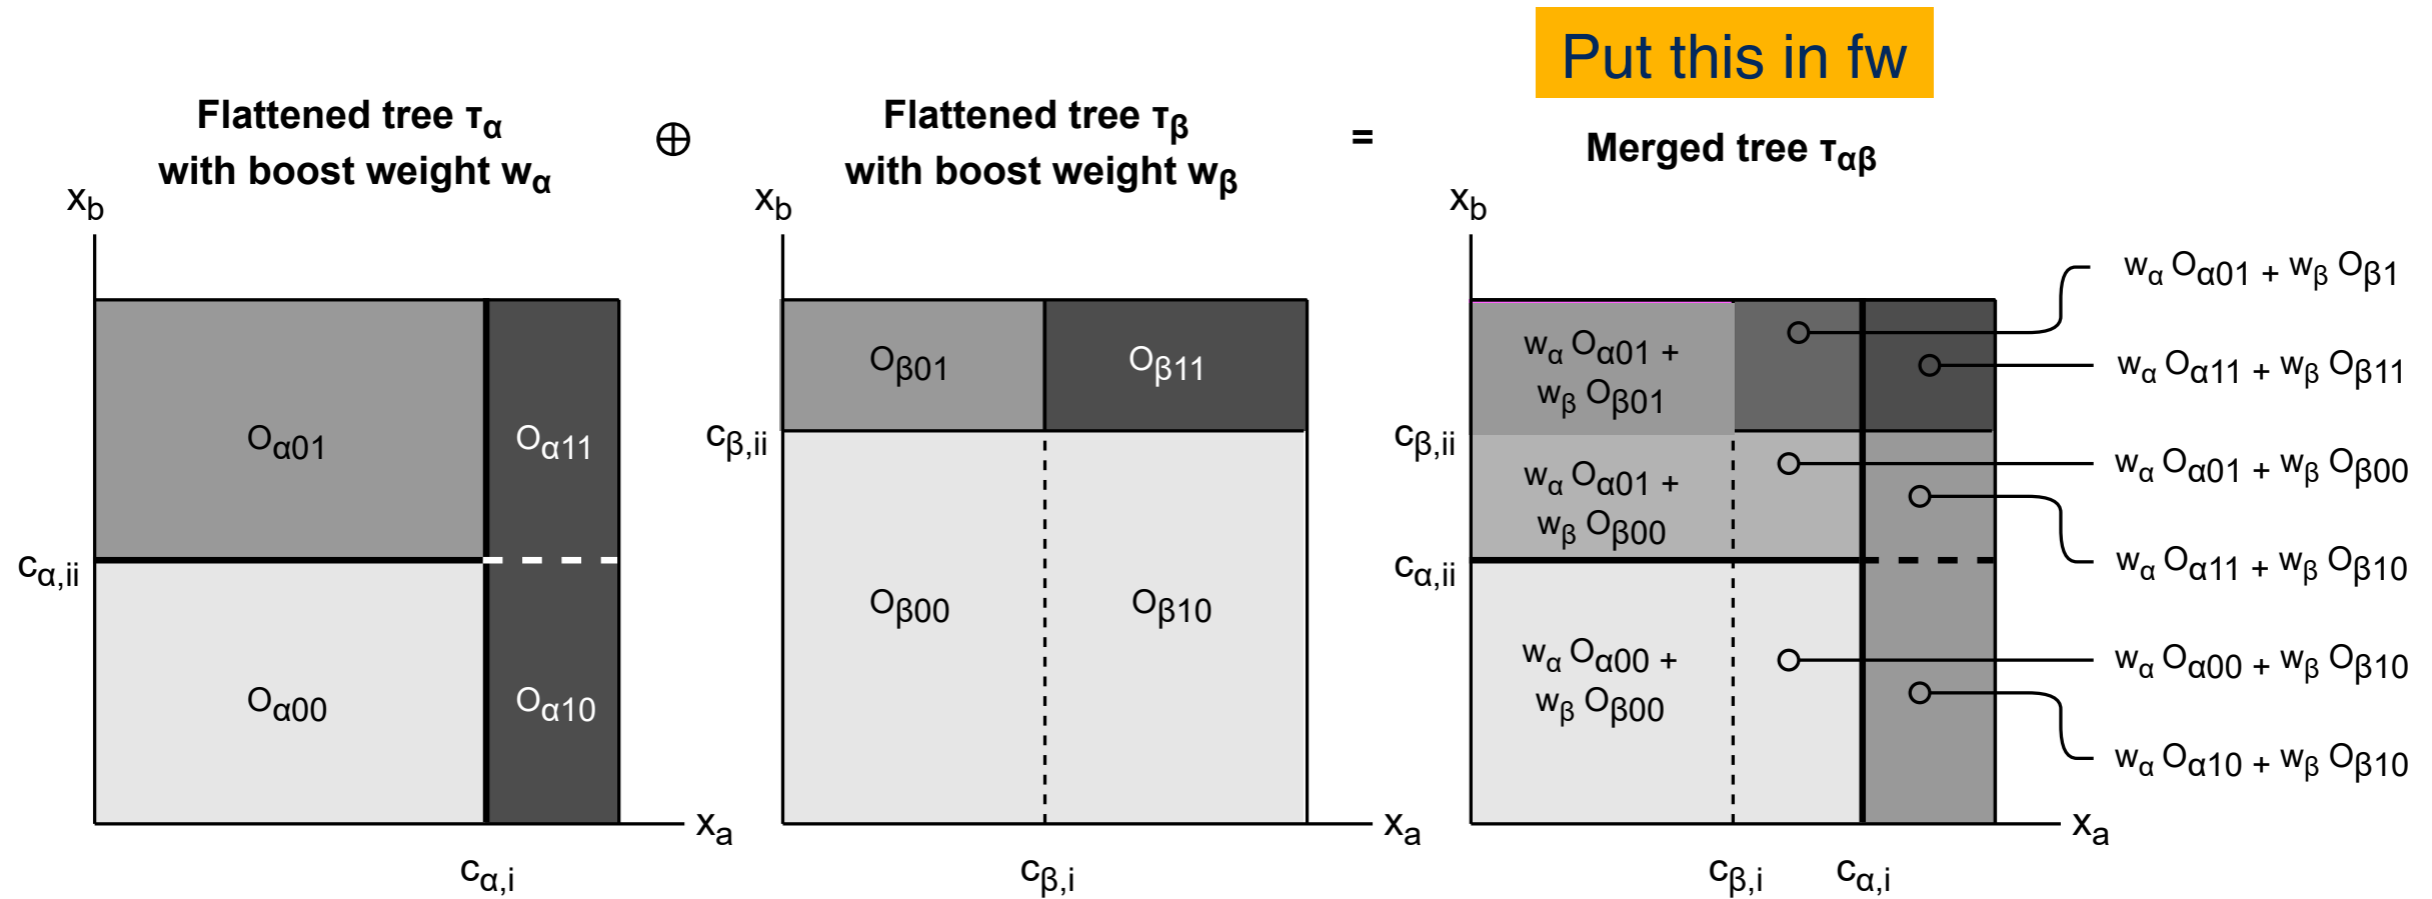 Put this in fw
Flattened tree τα
with boost weight wα
⊕
Flattened tree τβ
with boost weight wβ
=
Merged tree ταβ
xb
Oα01
Oα11
cα,ii
Oα00
Oα10
xa
cα,i
xb
Oβ01
Oβ11
cβ,ii
Oβ00
Oβ10
xa
cβ,i
xb
wα Oα01 +
wβ Oβ01
cβ,ii
wα Oα01 +
wβ Oβ00
cα,ii
wα Oα00 +
wβ Oβ00
xa
cβ,i
cα,i
wα Oα01 + wβ Oβ1
wα Oα11 + wβ Oβ11
wα Oα01 + wβ Oβ00
wα Oα11 + wβ Oβ10
wα Oα00 + wβ Oβ10
wα Oα10 + wβ Oβ10